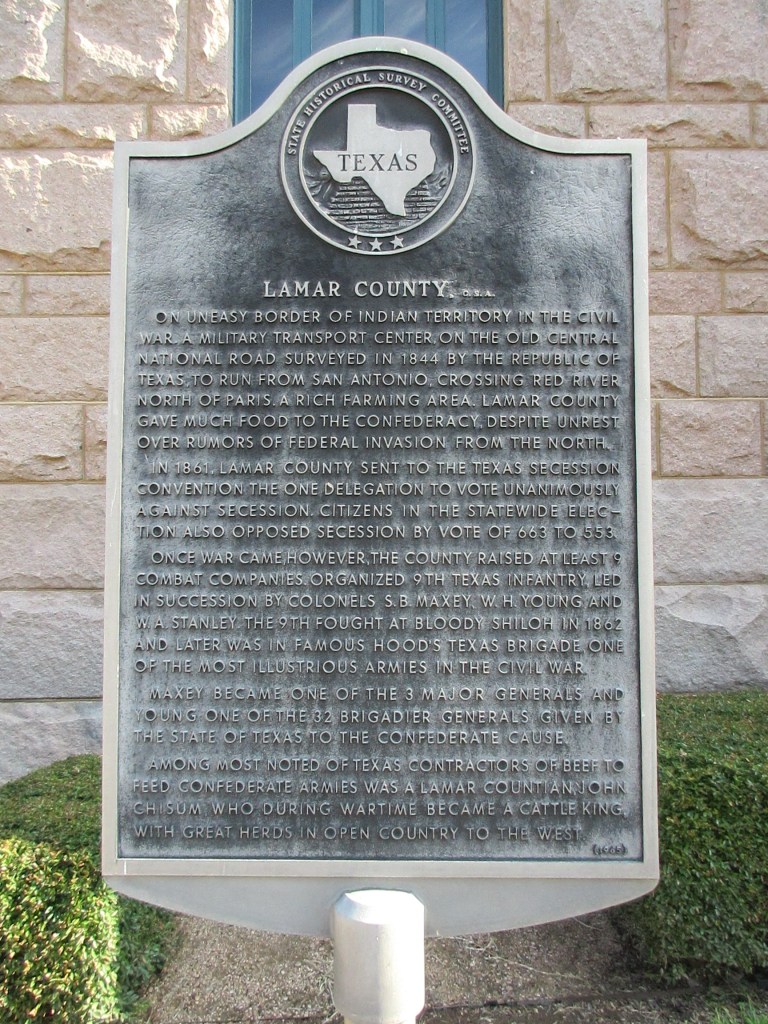 STATE HISTORICAL SURVEY COMMITTEE
TEXAS
LAMAR COUNTY, C.S.A.
ON UNEASY BORDER OF INDIAN TERRITORY IN THE CIVIL
WAR. A MILITARY TRANSPORT CENTER, ON THE OLD CENTRAL
NATIONAL ROAD SURVEYED IN 1844 BY THE REPUBLIC OF
TEXAS, TO RUN FROM SAN ANTONIO, CROSSING RED RIVER
NORTH OF PARIS. A RICH FARMING AREA. LAMAR COUNTY
GAVE MUCH FOOD TO THE CONFEDERACY, DESPITE UNREST
OVER RUMORS OF FEDERAL INVASION FROM THE NORTH.
IN 1861, LAMAR COUNTY SENT TO THE TEXAS SECESSION
CONVENTION THE ONE DELEGATION TO VOTE UNANIMOUSLY
AGAINST SECESSION. CITIZENS IN THE STATEWIDE ELEC-
TION ALSO OPPOSED SECESSION BY VOTE OF 663 TO 553.
ONCE WAR CAME, HOWEVER, THE COUNTY RAISED AT LEAST 9
COMBAT COMPANIES. ORGANIZED 9TH TEXAS INFANTRY, LED
IN SUCCESSION BY COLONELS S.B. MAXEY, W.H. YOUNG AND
W.A. STANLEY. THE 9TH FOUGHT AT BLOODY SHILOH IN 1862
AND LATER WAS IN FAMOUS HOOD'S TEXAS BRIGADE, ONE
OF THE MOST ILLUSTRIOUS ARMIES IN THE CIVIL WAR.
MAXEY BECAME ONE OF THE 3 MAJOR GENERALS AND
YOUNG ONE OF THE 32 BRIGADIER GENERALS GIVEN BY
THE STATE OF TEXAS TO THE CONFEDERATE CAUSE.
AMONG MOST NOTED OF TEXAS CONTRACTORS OF BEEF TO
FEED CONFEDERATE ARMIES WAS A LAMAR COUNTIAN, JOHN
CHISUM, WHO DURING WARTIME BECAME A CATTLE KING,
WITH GREAT HERDS IN OPEN COUNTRY TO THE WEST.
(1965)